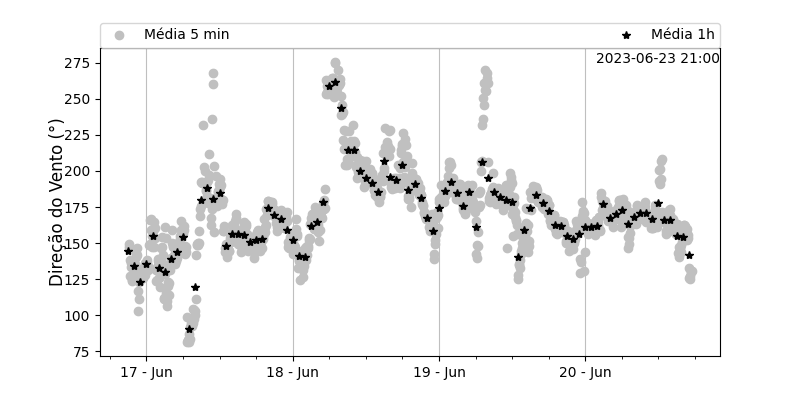 Média 5 min
Média 1h
2023-06-23 21:00
Direção do Vento (°)
275
250
225
200
175
150
125
100
75
17 - Jun
18 - Jun
19 - Jun
20 - Jun